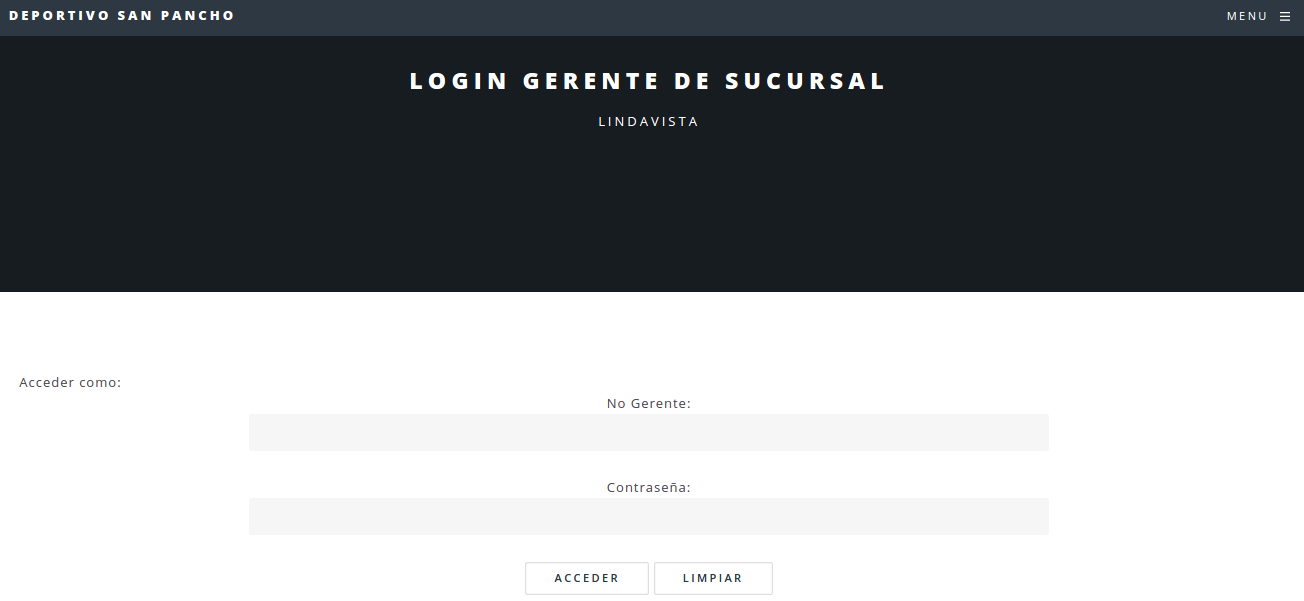 DEPORTIVO SAN PANCHO
MENU
LOGIN GERENTE DE SUCURSAL
LINDAVISTA
Acceder como:
No Gerente:
Contraseña:
ACCEDER LIMPIAR